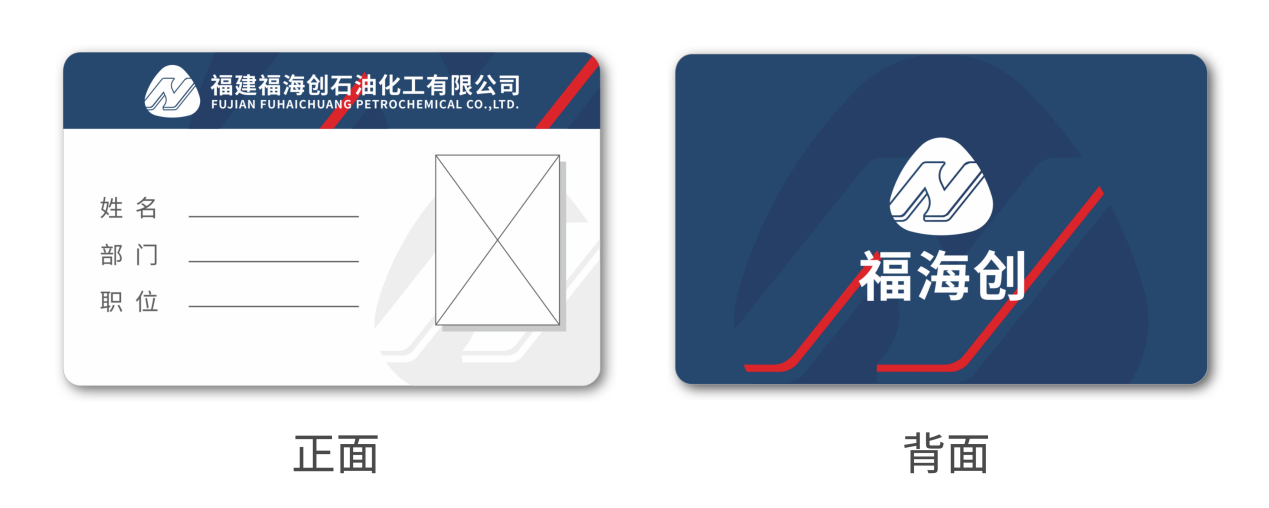 福建福海创石油化工有限公司
FUJIAN FUHAICHUANG PETROCHEMICAL CO.,LTD.
姓 名
部 门
职 位
正面
福海创
背面